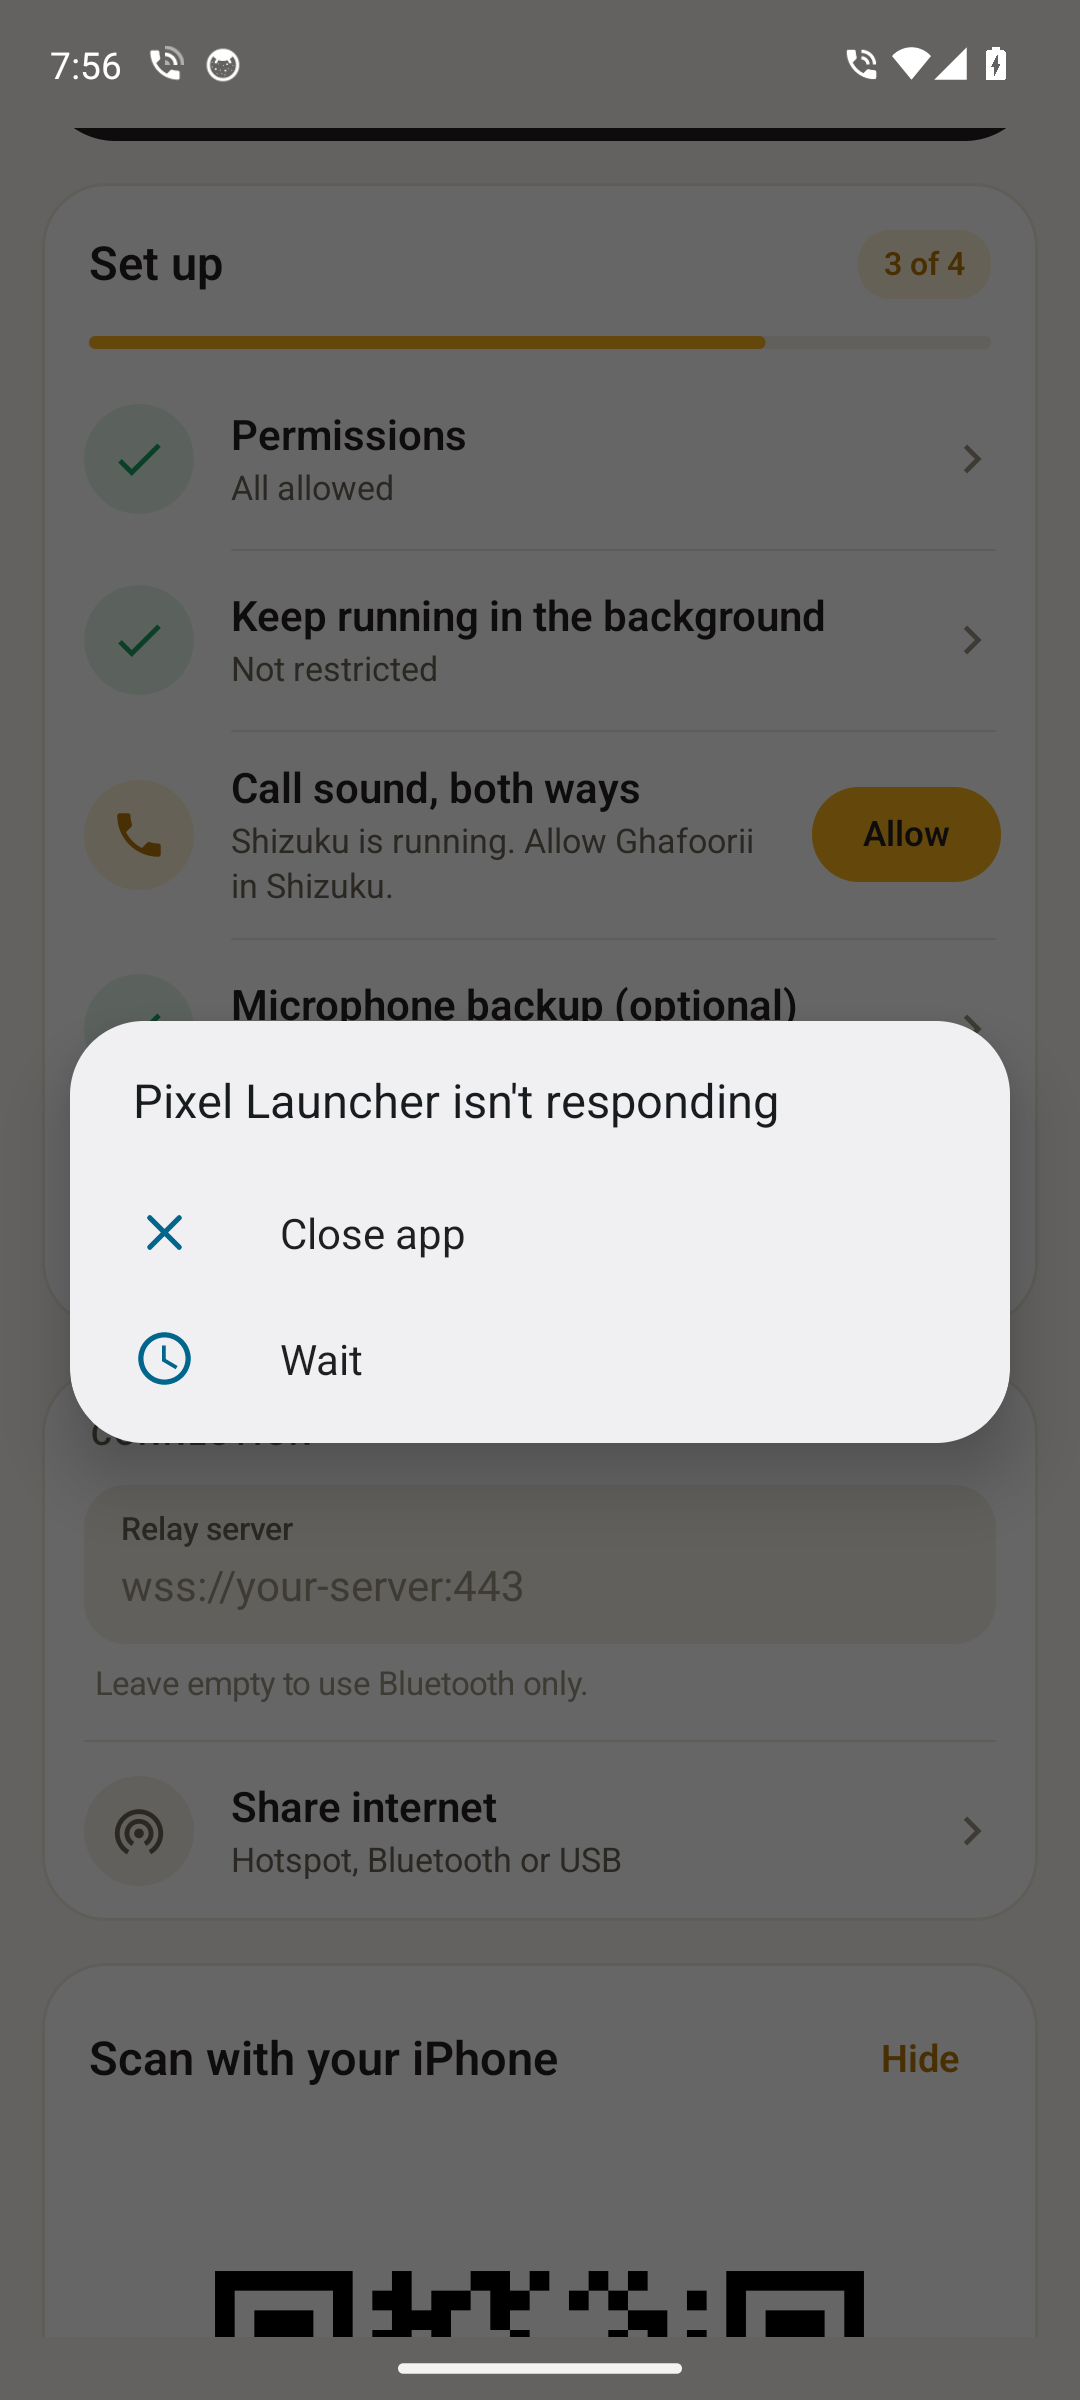 7:56
Set up
3 of 4
Permissions
All allowed
Keep running in the background
Not restricted
Call sound, both ways
Shizuku is running. Allow Ghafoorii
in Shizuku.
Allow
Microphone backup (optional)
Pixel Launcher isn't responding
Close app
Wait
Relay server
wss://your-server:443
Leave empty to use Bluetooth only.
Share internet
Hotspot, Bluetooth or USB
Scan with your iPhone
Hide